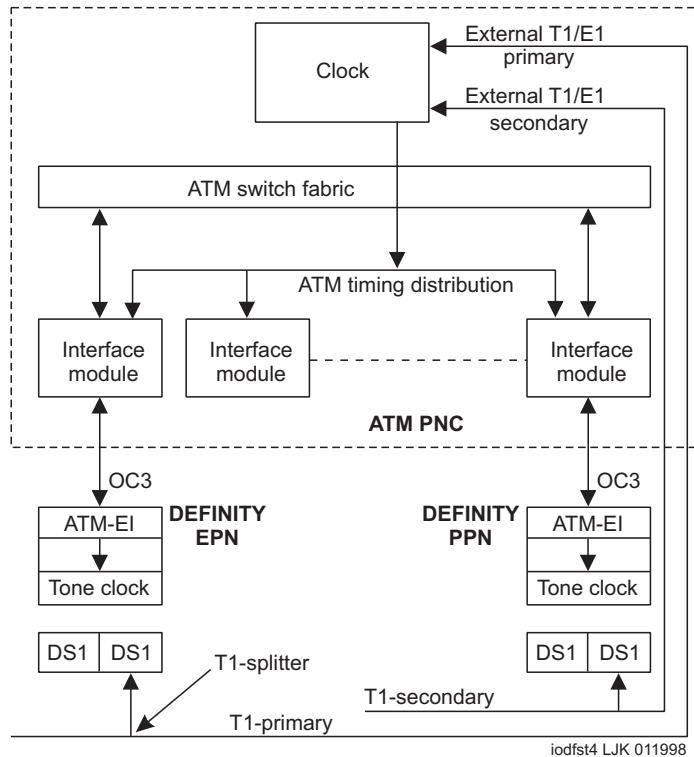 External T1/E1
primary
Clock
External T1/E1
secondary
ATM switch fabric
ATM timing distribution
Interface
module
Interface
module
Interface
module
ATM PNC
OC3
OC3
ATM-EI
DEFINITY
EPN
Tone clock
DEFINITY
PPN
ATM-EI
Tone clock
DS1 DS1
T1-splitter
DS1 DS1
T1-secondary
T1-primary
iodfst4 LJK 011998